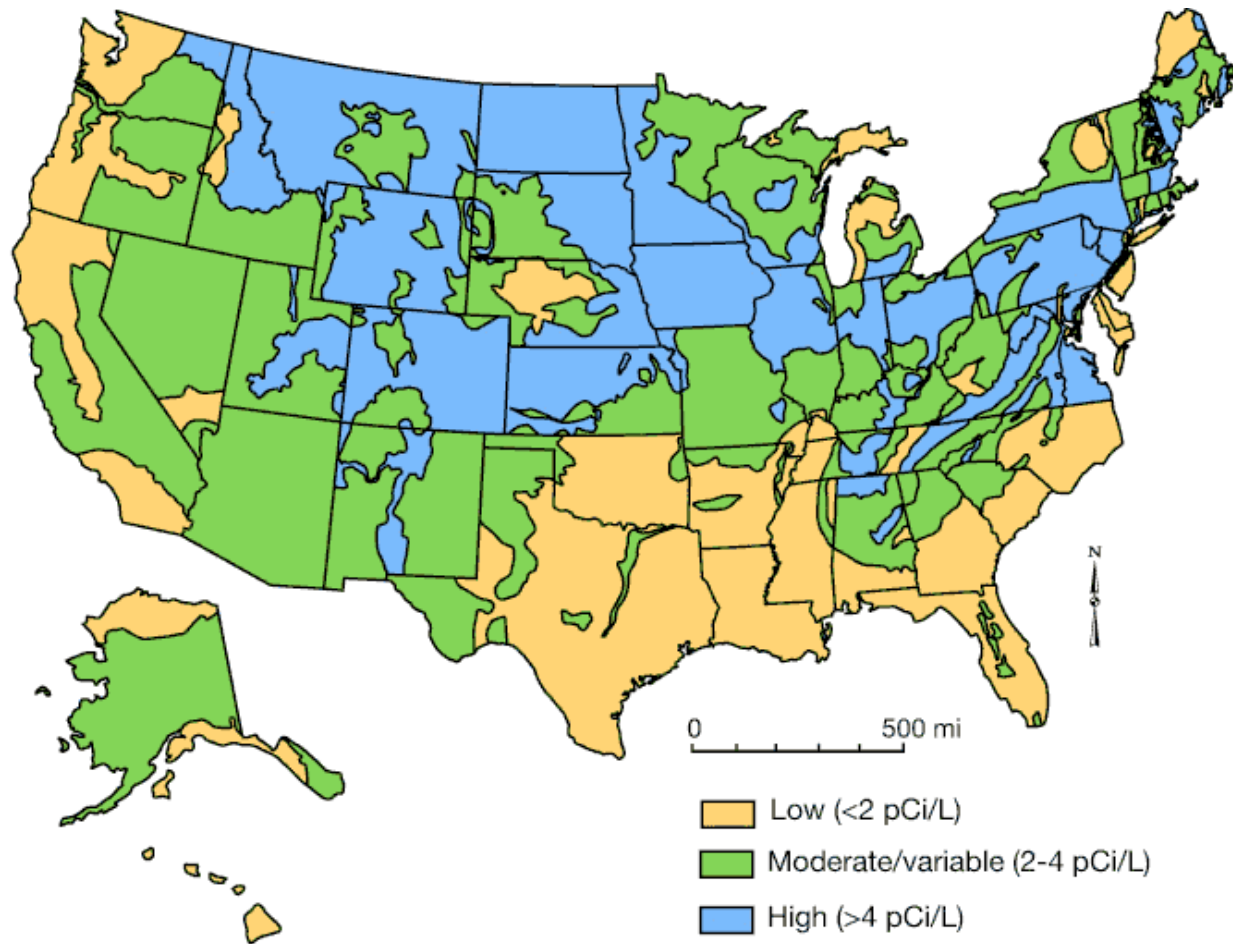 N
0 500 mi
Low (<2 pCi/L)
Moderate/variable (2-4 pCi/L)
High (>4 pCi/L)